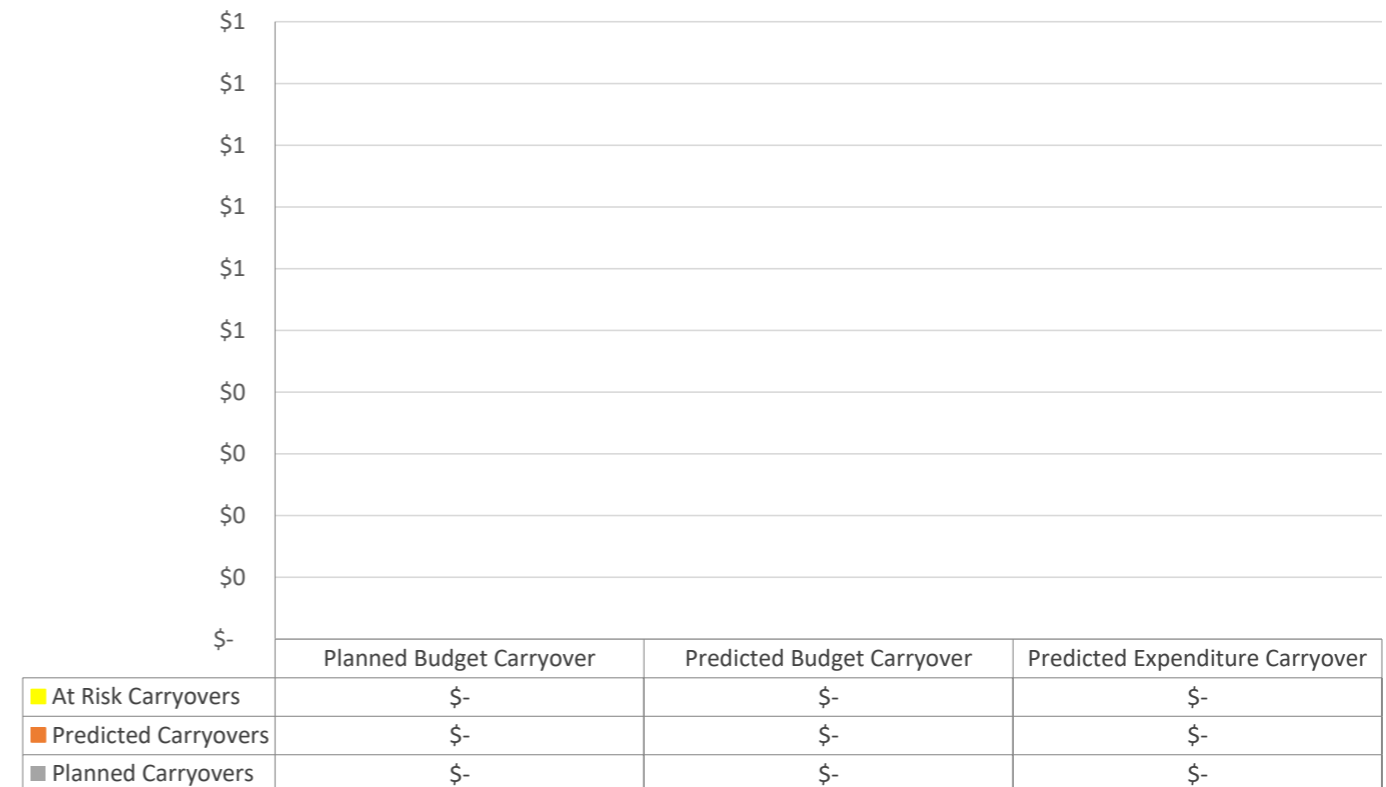 $1
$1
$1
$1
$1
$1
$0
$0
$0
$0
$-
Planned Budget Carryover Predicted Budget Carryover Predicted Expenditure Carryover
At Risk Carryovers $- $- $-
Predicted Carryovers $- $- $-
Planned Carryovers $- $- $-